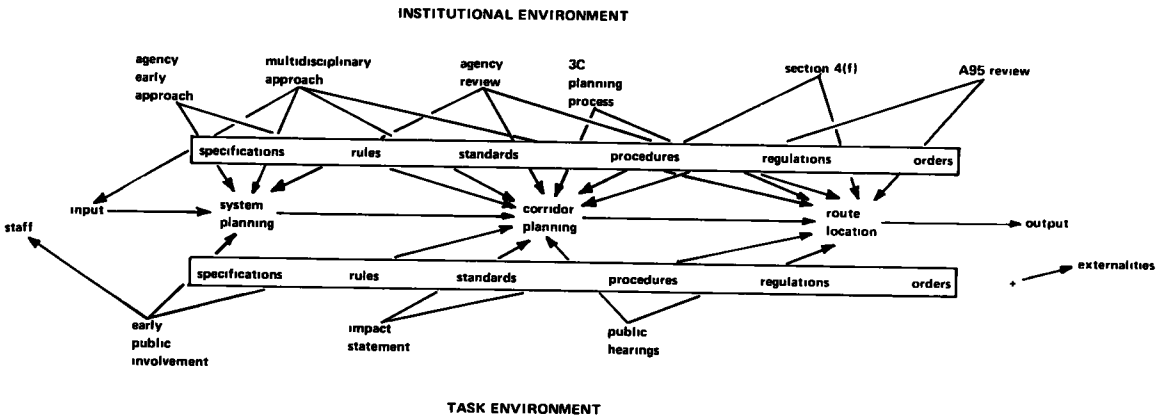 INSTITUTIONAL ENVIRONMENT
agency
early
approach
multidisciplinary
approach
agency
review
3C
planning
process
section 4(f)
A95 review
specifications rules standards procedures regulations orders
staff
input
system
planning
corridor
planning
route
location
output
specifications rules standards procedures regulations orders
+
externalities
early
public
involvement
impact
statement
public
hearings
TASK ENVIRONMENT